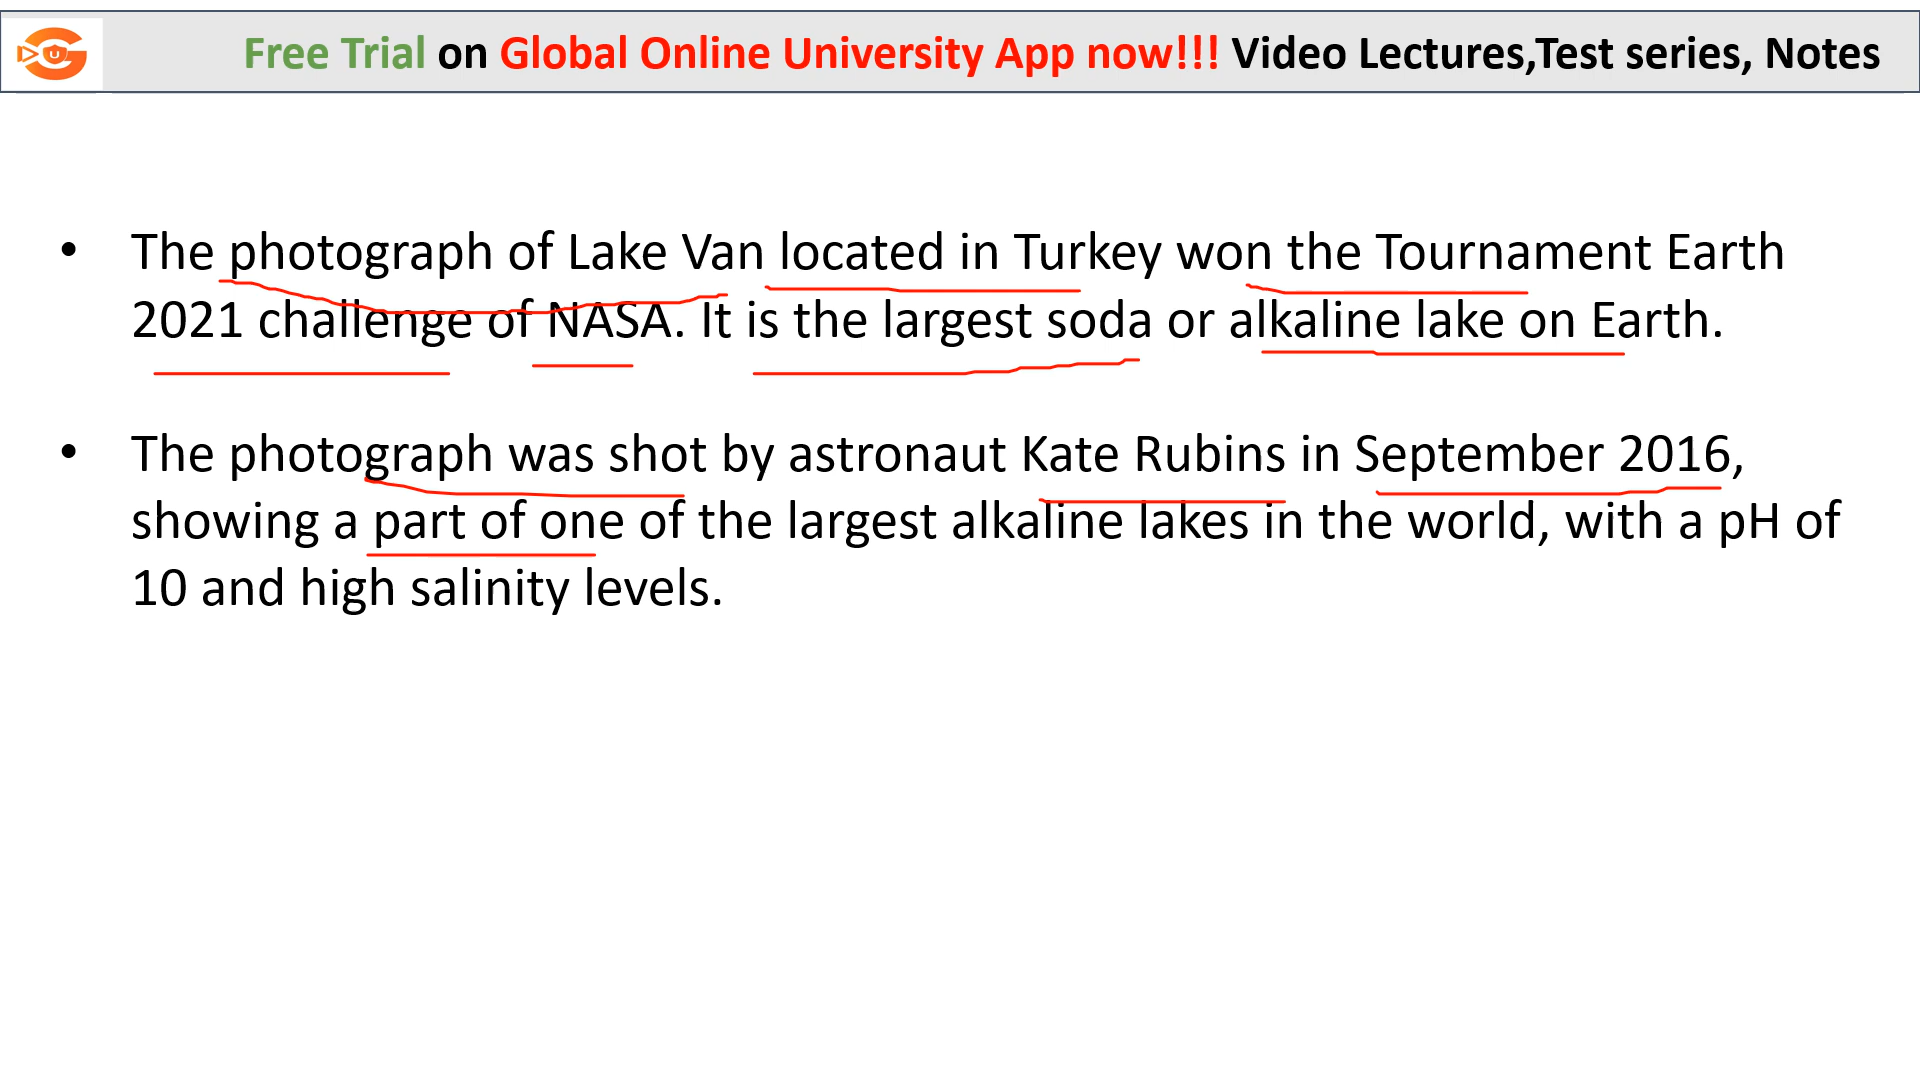 Free Trial on Global Online University App now!!! Video Lectures,Test series, Notes
• The photograph of Lake Van located in Turkey won the Tournament Earth
2021 challenge of NASA. It is the largest soda or alkaline lake on Earth.
• The photograph was shot by astronaut Kate Rubins in September 2016,
showing a part of one of the largest alkaline lakes in the world, with a pH of
10 and high salinity levels.